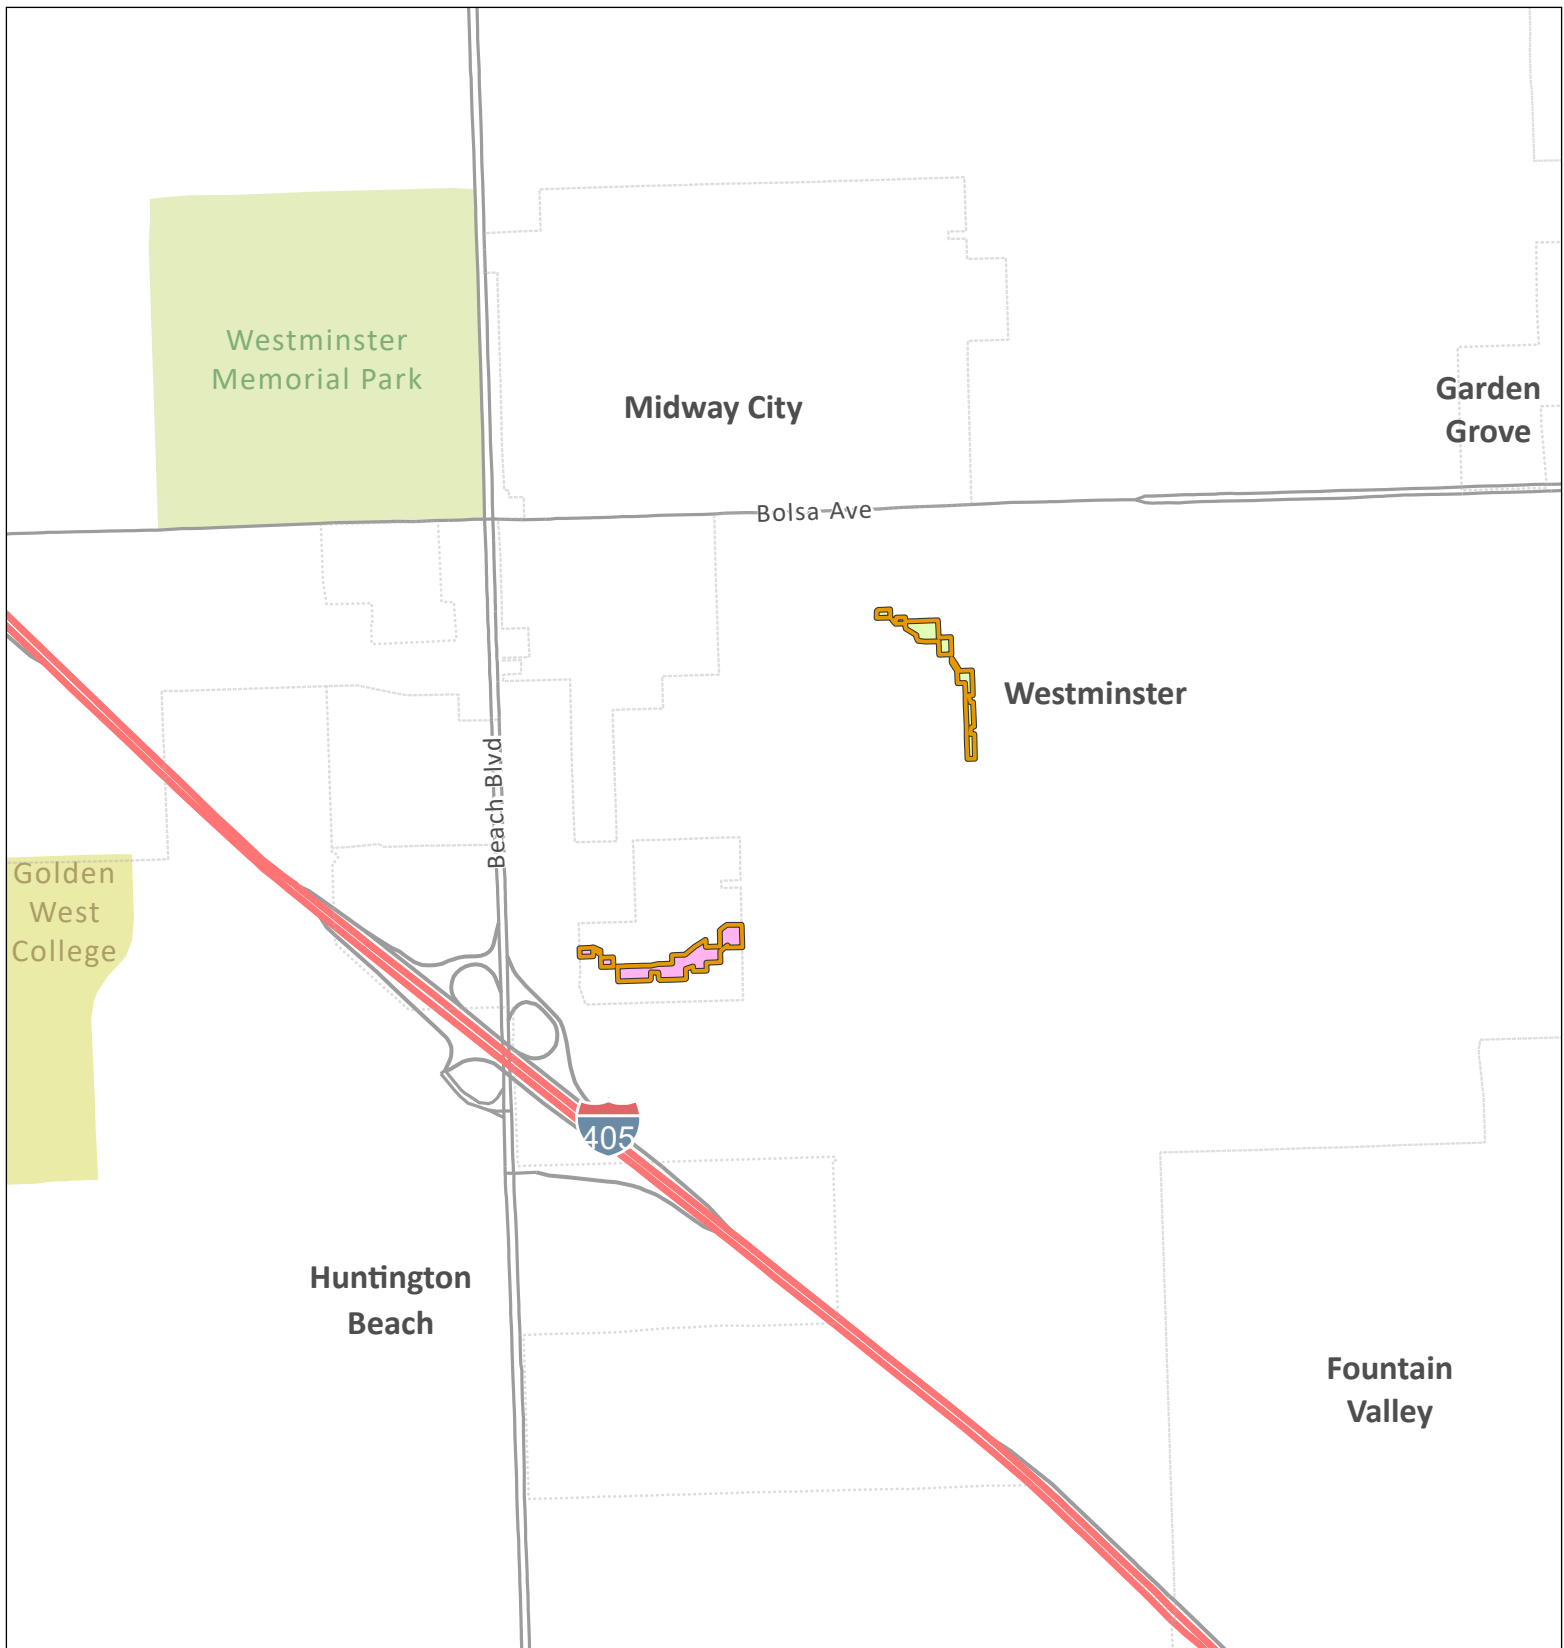 Westminster
Memorial Park
Midway City
Garden
Grove
Bolsa Ave
Westminster
Beach Blvd
Golden
West
College
405
Huntington
Beach
Fountain
Valley